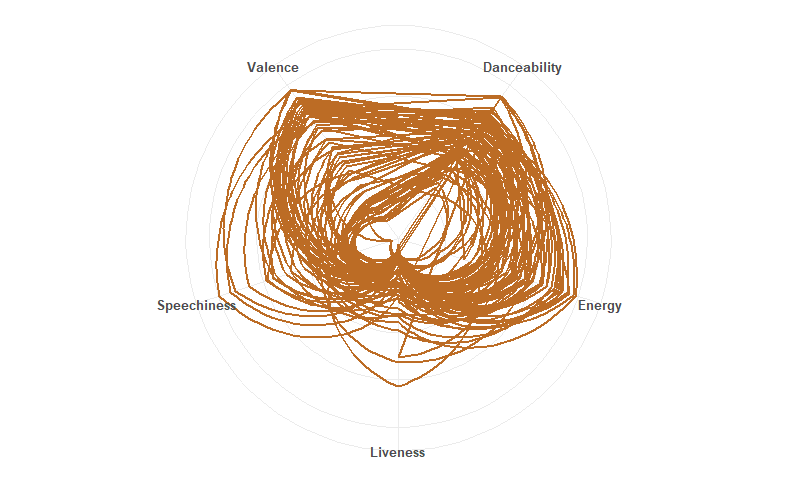 Valence
Danceability
Speechiness
Energy
Liveness